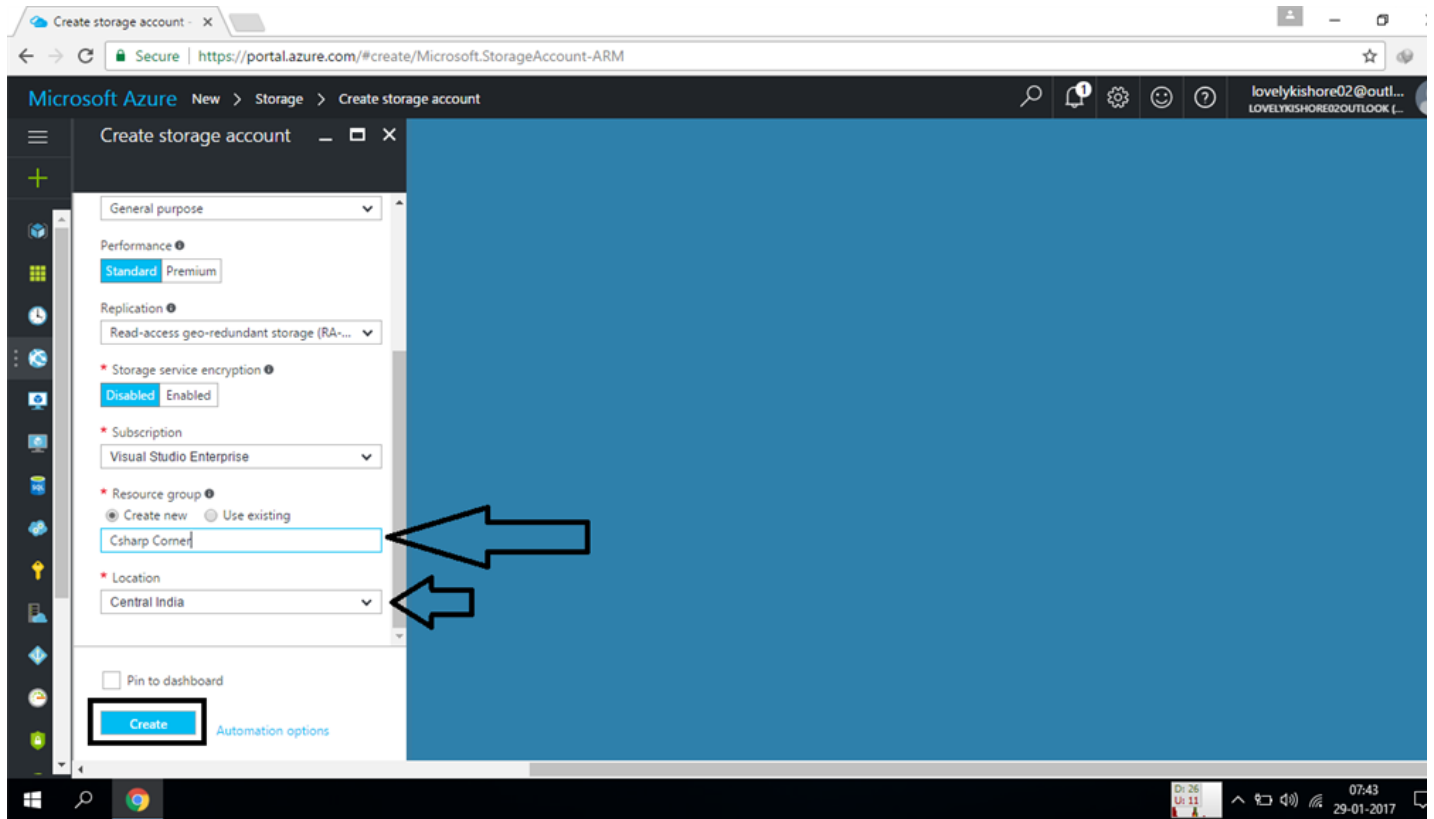 Create storage account -
Secure | https://portal.azure.com/#create/Microsoft.StorageAccount-ARM
Microsoft Azure New > Storage > Create storage account
1
lovelykishore02@outl...
LOVELYKISHORE02OUTLOOK (...
Create storage account
General purpose
Performance
Standard Premium
Replication
Read-access geo-redundant storage (RA-...
* Storage service encryption
Disabled Enabled
* Subscription
Visual Studio Enterprise
* Resource group
Create new Use existing
Csharp Corner
* Location
Central India
Pin to dashboard
Create
Automation options
D: 26
U: 11
07:43
29-01-2017